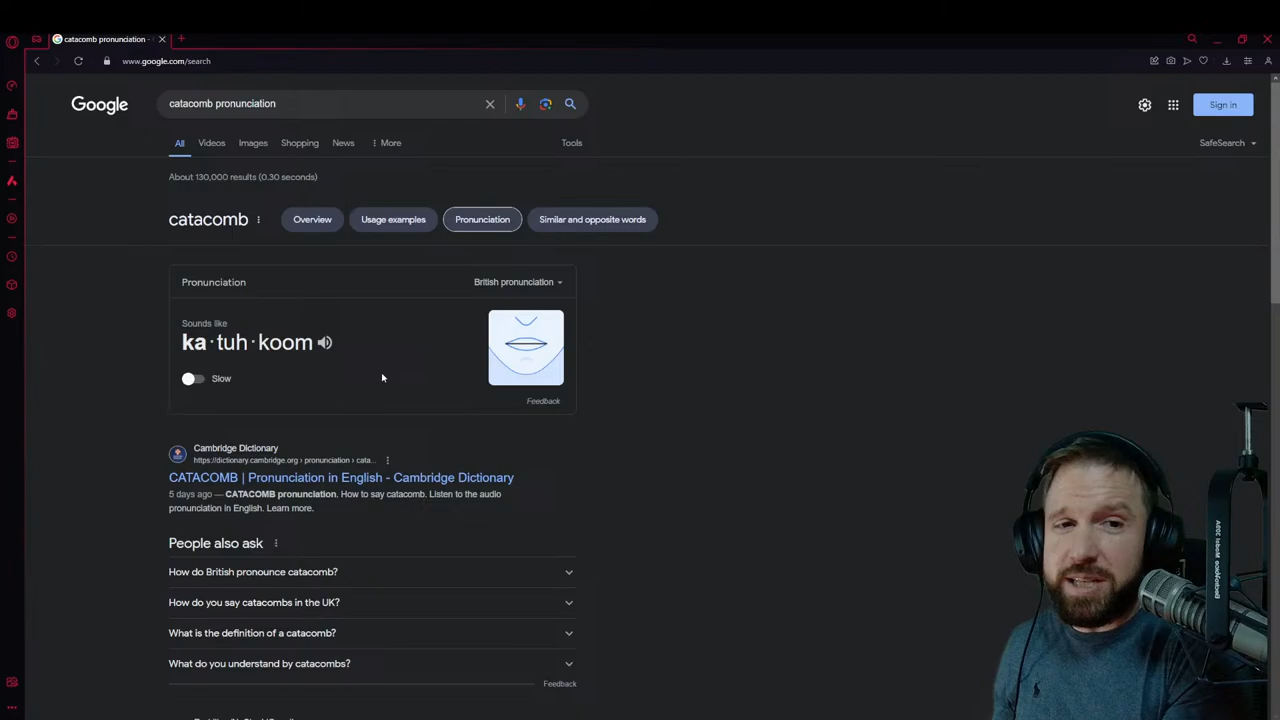 catacomb pronunciation -
www.google.com/search
Google
catacomb pronunciation
Sign in
All Videos Images Shopping News More Tools
SafeSearch
About 130,000 results (0.30 seconds)
catacomb Overview Usage examples Pronunciation Similar and opposite words
Pronunciation British pronunciation
Sounds like
ka·tuh·koom
Slow
Feedback
Cambridge Dictionary
https://dictionary.cambridge.org › pronunciation › cata...
CATACOMB | Pronunciation in English - Cambridge Dictionary
5 days ago — CATACOMB pronunciation. How to say catacomb. Listen to the audio
pronunciation in English. Learn more.
People also ask
How do British pronounce catacomb?
How do you say catacombs in the UK?
What is the definition of a catacomb?
What do you understand by catacombs?
Feedback